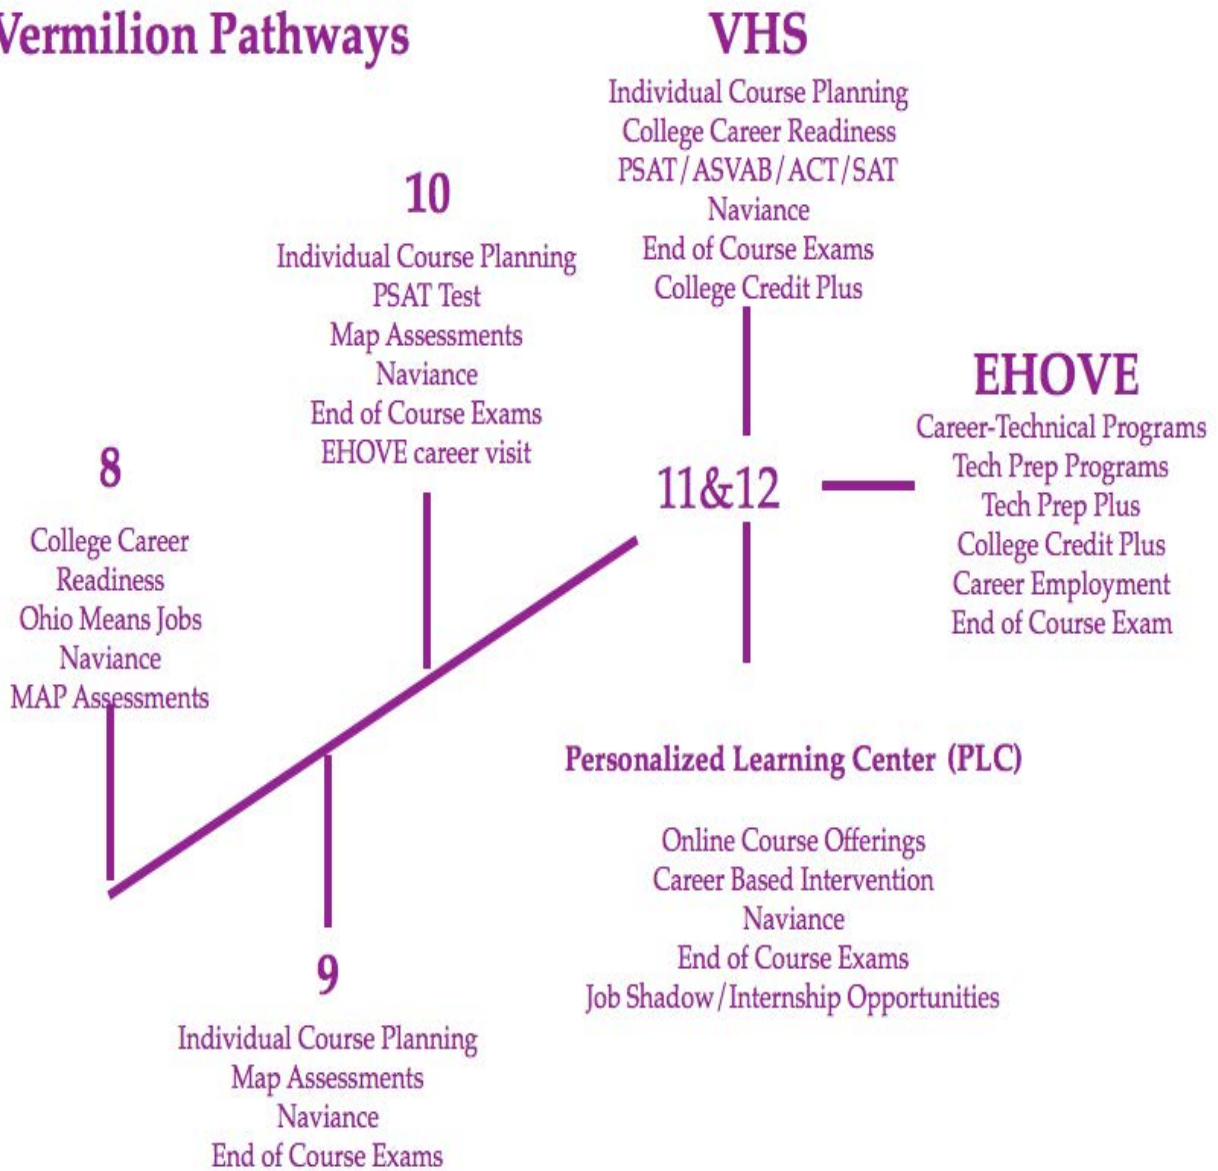 Vermilion Pathways
VHS
Individual Course Planning
College Career Readiness
PSAT/ASVAB/ACT/SAT
Naviance
End of Course Exams
College Credit Plus
10
Individual Course Planning
PSAT Test
Map Assessments
Naviance
End of Course Exams
EHOVE career visit
EHOVE
Career-Technical Programs
Tech Prep Programs
Tech Prep Plus
College Credit Plus
Career Employment
End of Course Exam
8
College Career
Readiness
Ohio Means Jobs
Naviance
MAP Assessments
11&12
Personalized Learning Center (PLC)
Online Course Offerings
Career Based Intervention
Naviance
End of Course Exams
Job Shadow/Internship Opportunities
9
Individual Course Planning
Map Assessments
Naviance
End of Course Exams